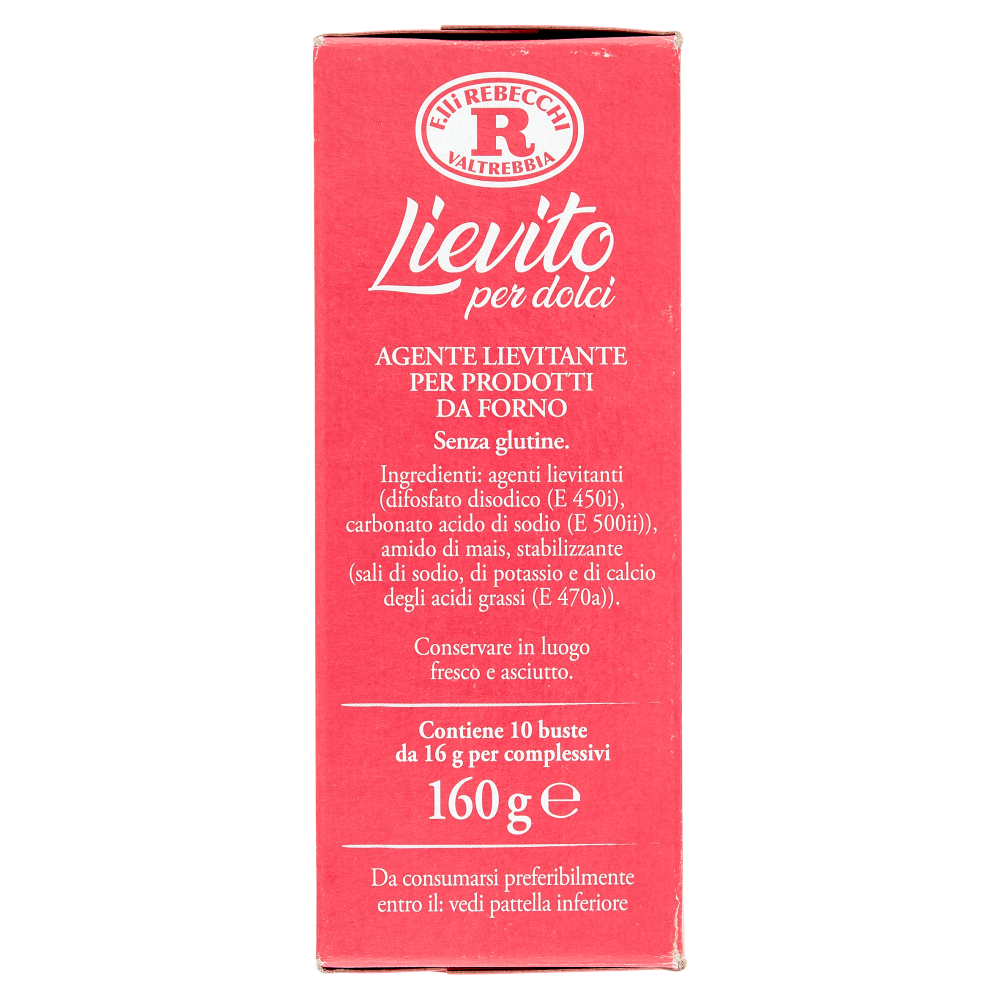 F.lli REBECCHI
R
VALTREBBIA
Lievito
per dolci
AGENTE LIEVITANTE
PER PRODOTTI
DA FORNO
Senza glutine.
Ingredienti: agenti lievitanti
(difosfato disodico (E 450i),
carbonato acido di sodio (E 500ii)),
amido di mais, stabilizzante
(sali di sodio, di potassio e di calcio
degli acidi grassi (E 470a)).
Conservare in luogo
fresco e asciutto.
Contiene 10 buste
da 16 g per complessivi
160 g ℮
Da consumarsi preferibilmente
entro il: vedi pattella inferiore